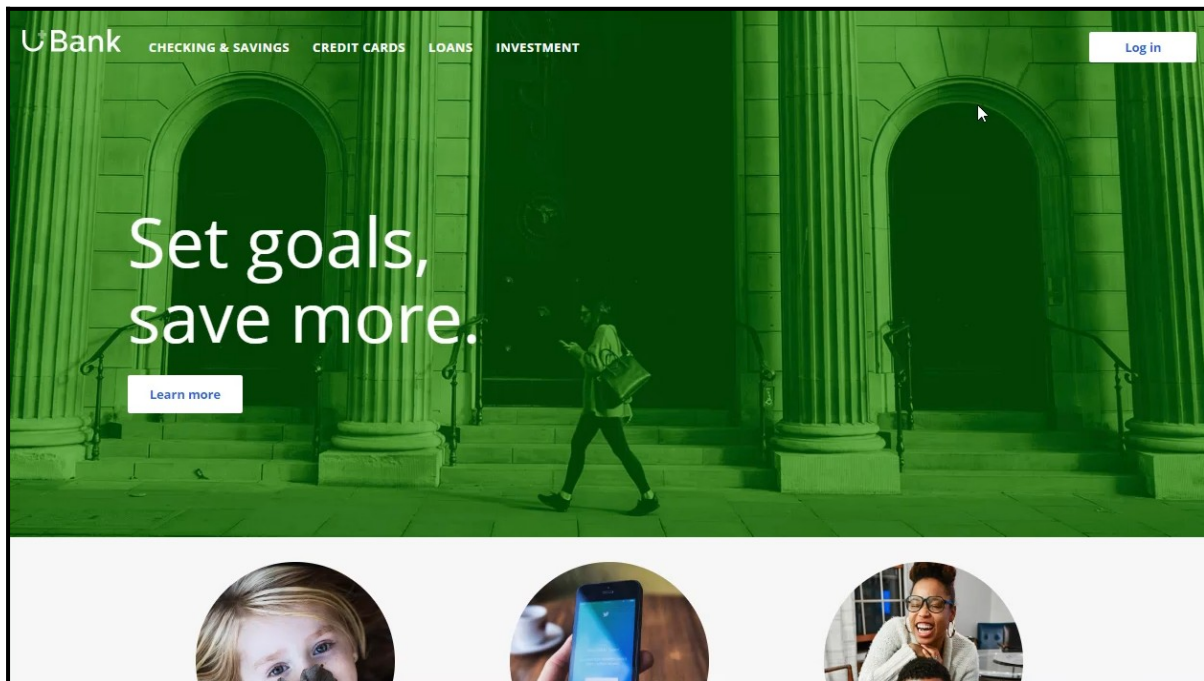 UBank
CHECKING & SAVINGS CREDIT CARDS LOANS INVESTMENT
Log in
Set goals,
save more.
Learn more